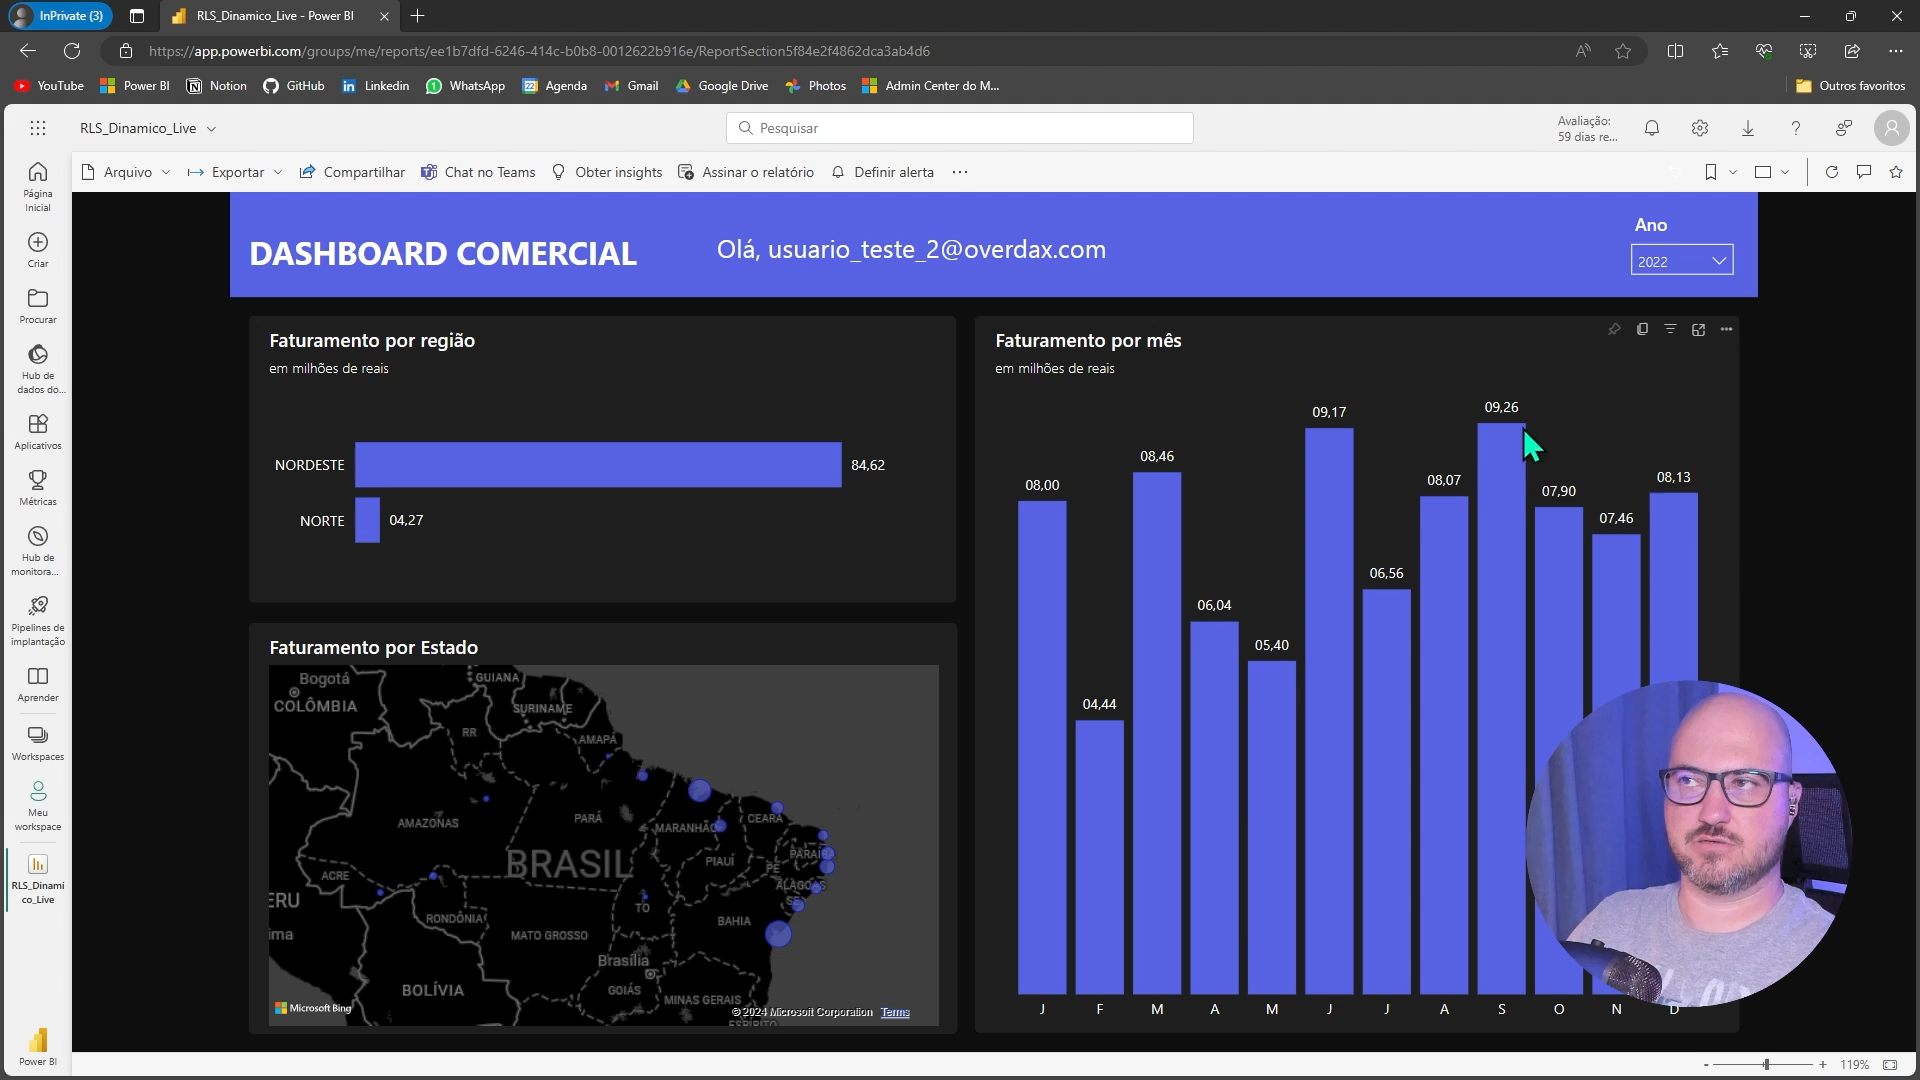 InPrivate (3)
RLS_Dinamico_Live - Power BI
https://app.powerbi.com/groups/me/reports/ee1b7dfd-6246-414c-b0b8-0012622b916e/ReportSection5f84e2f4862dca3ab4d6
YouTube
Power BI
Notion
GitHub
Linkedin
WhatsApp
Agenda
Gmail
Google Drive
Photos
Admin Center do M...
Outros favoritos
RLS_Dinamico_Live
Pesquisar
Avaliação:
59 dias re...
Arquivo
Exportar
Compartilhar
Chat no Teams
Obter insights
Assinar o relatório
Definir alerta
Página
Inicial
Criar
Procurar
Hub de
dados do...
Aplicativos
Métricas
Hub de
monitora...
Pipelines de
implantação
Aprender
Workspaces
Meu
workspace
RLS_Dinami
co_Live
Power BI
DASHBOARD COMERCIAL
Olá, usuario_teste_2@overdax.com
Ano
2022
Faturamento por região
em milhões de reais
NORDESTE 84,62
NORTE 04,27
Faturamento por Estado
Bogotá
COLÔMBIA
GUIANA
SURINAME
RR
AMAPÁ
AMAZONAS
PARÁ
MARANHÃO
CEARÁ
BRASIL
PIAUÍ
PARAÍBA
PE
ACRE
ALAGOAS
SE
ERU
RONDÔNIA
TO
BAHIA
ima
MATO GROSSO
Brasília
BOLÍVIA
GOIÁS
MINAS GERAIS
Microsoft Bing
© 2024 Microsoft Corporation Terms
ESPÍRITO
Faturamento por mês
em milhões de reais
08,00
04,44
08,46
06,04
05,40
09,17
06,56
08,07
09,26
07,90
07,46
08,13
J F M A M J J A S O N D
- + 119%